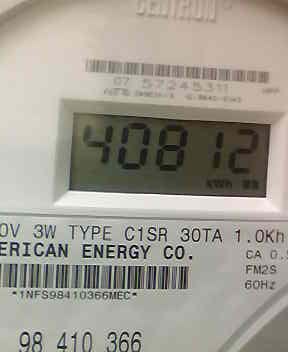 CENTRON
07 57245311
40812
kWh
0V 3W TYPE C1SR 30TA 1.0Kh
ERICAN ENERGY CO.
CA 0.
FM2S
*1NFS98410366MEC*
60Hz
98 410 366